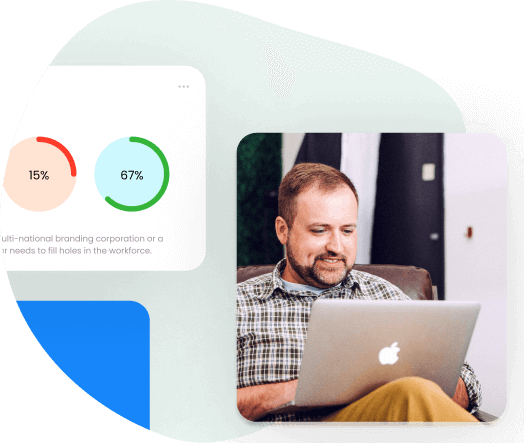 15%
67%
ulti-national branding corporation or a
r needs to fill holes in the workforce.